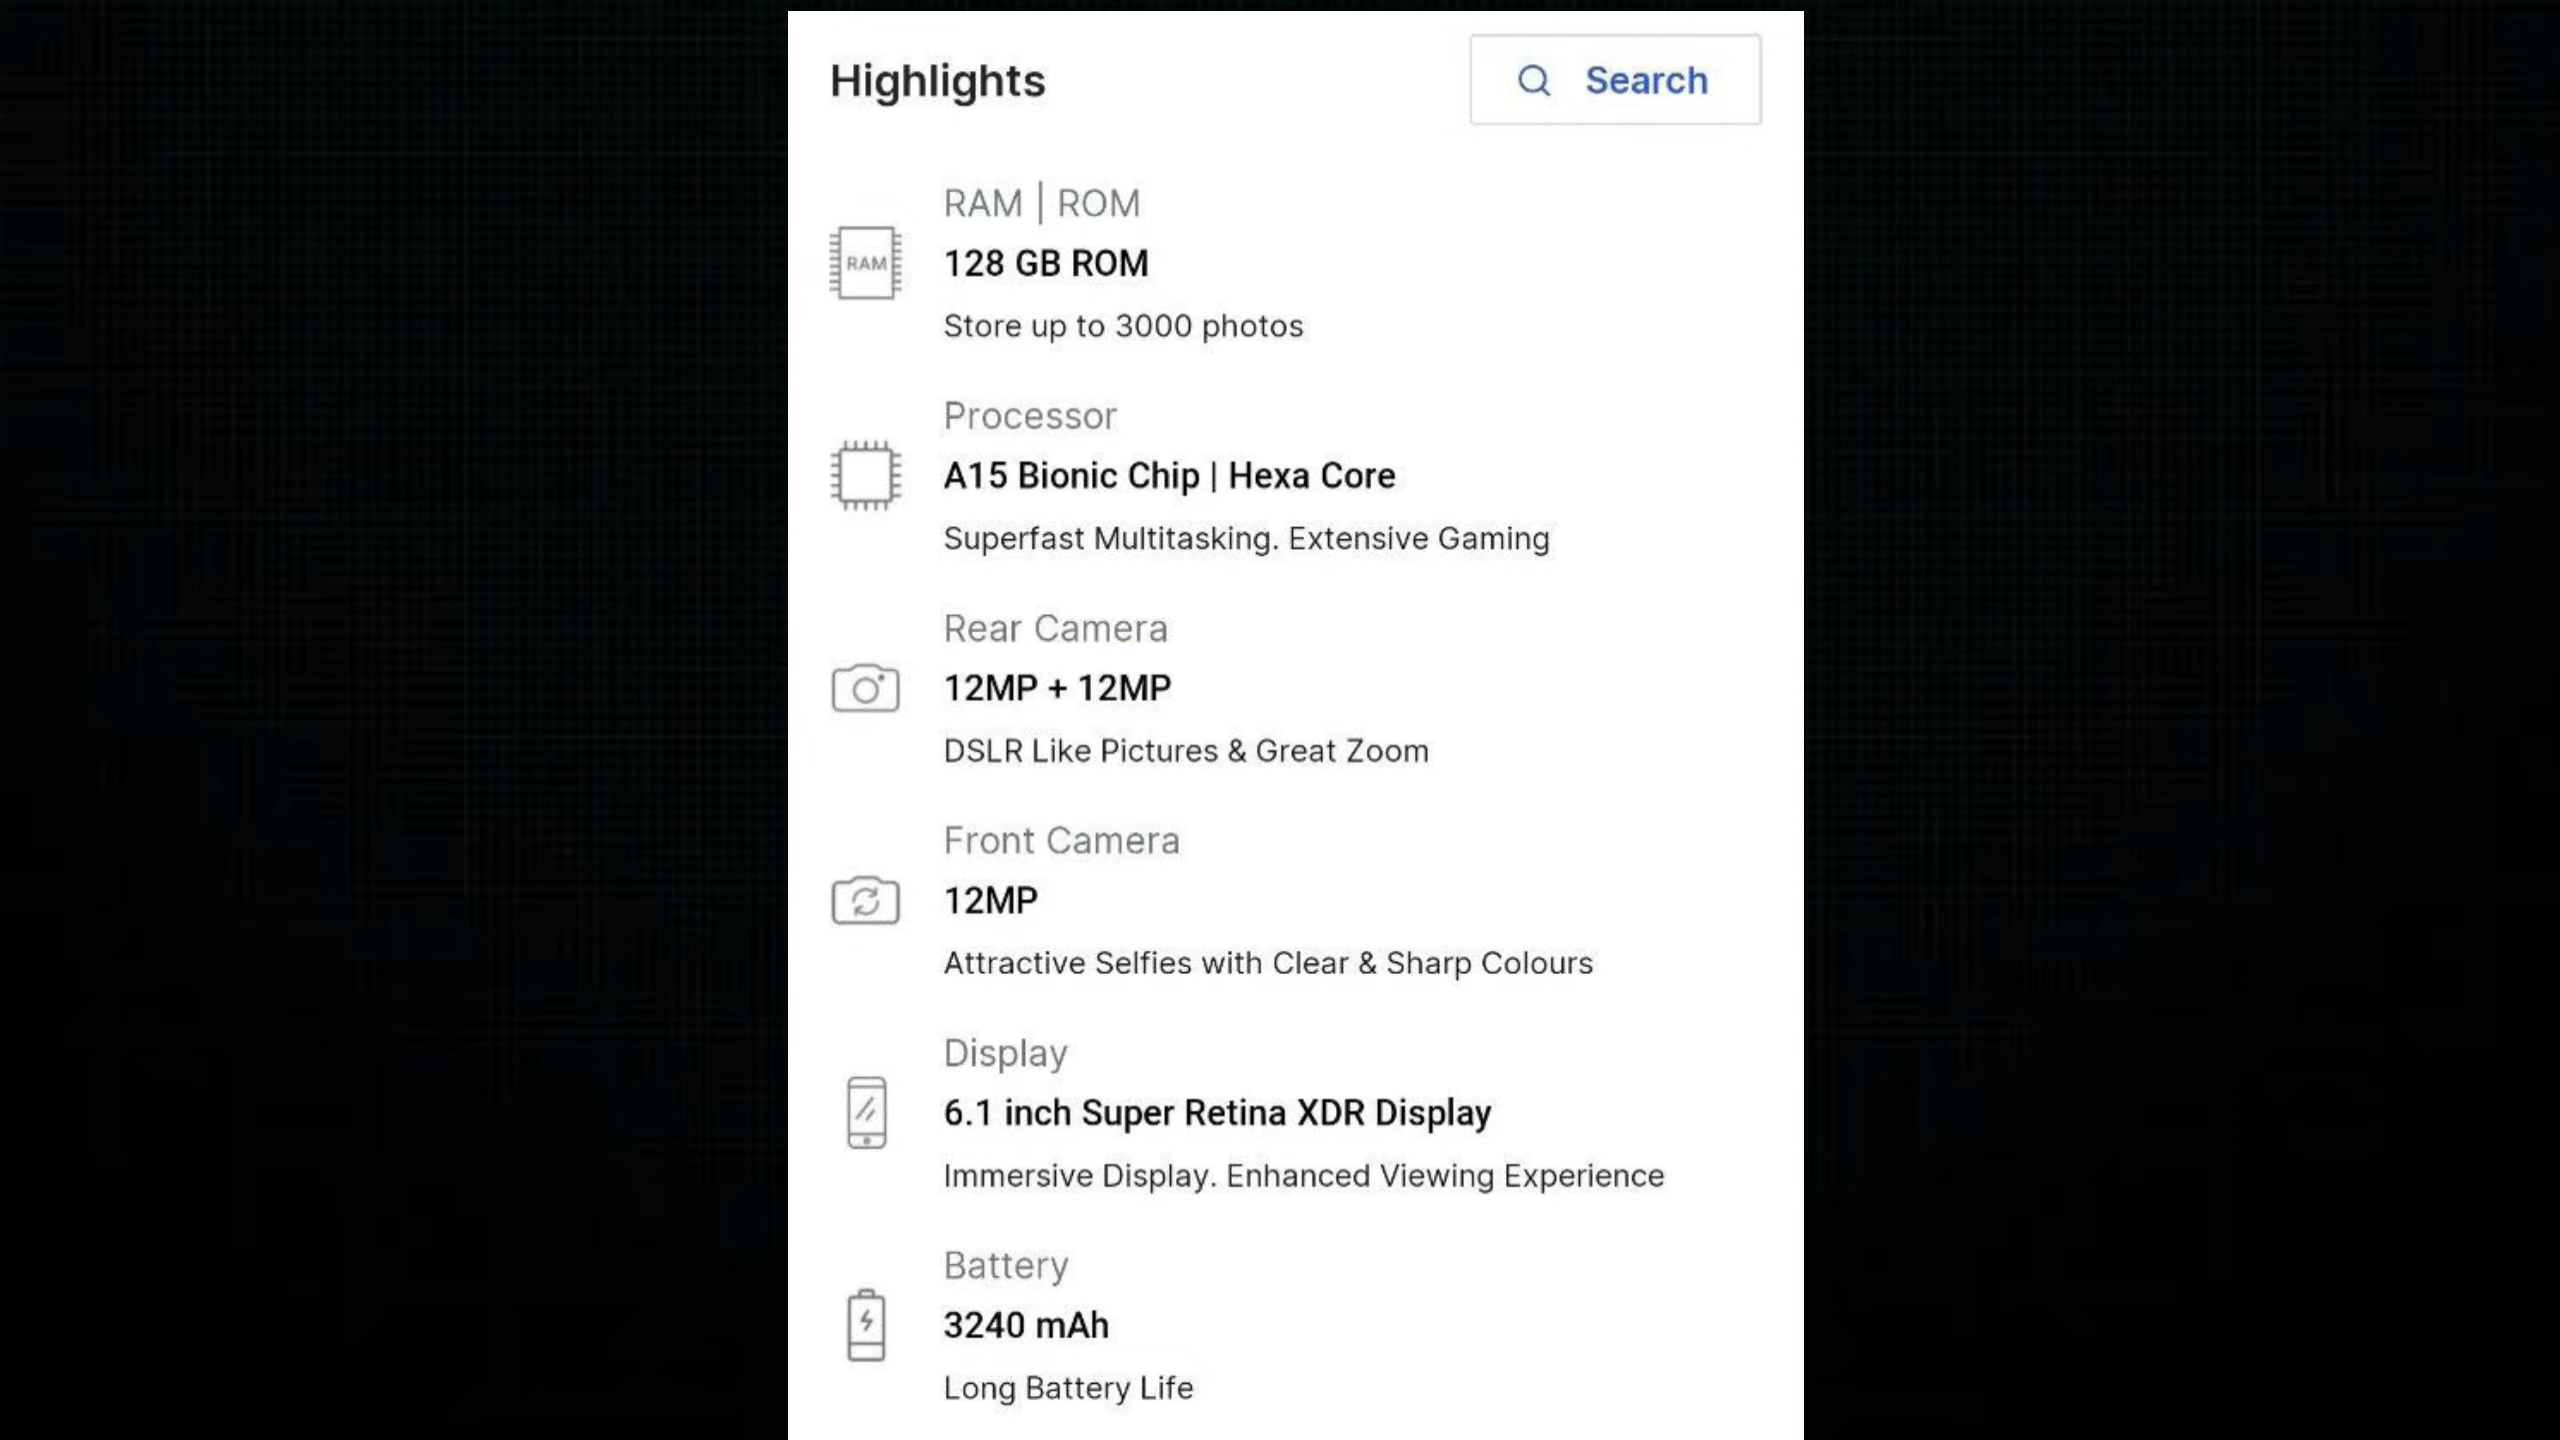 Highlights
Search
RAM | ROM
RAM
128 GB ROM
Store up to 3000 photos
Processor
A15 Bionic Chip | Hexa Core
Superfast Multitasking. Extensive Gaming
Rear Camera
12MP + 12MP
DSLR Like Pictures & Great Zoom
Front Camera
12MP
Attractive Selfies with Clear & Sharp Colours
Display
6.1 inch Super Retina XDR Display
Immersive Display. Enhanced Viewing Experience
Battery
3240 mAh
Long Battery Life